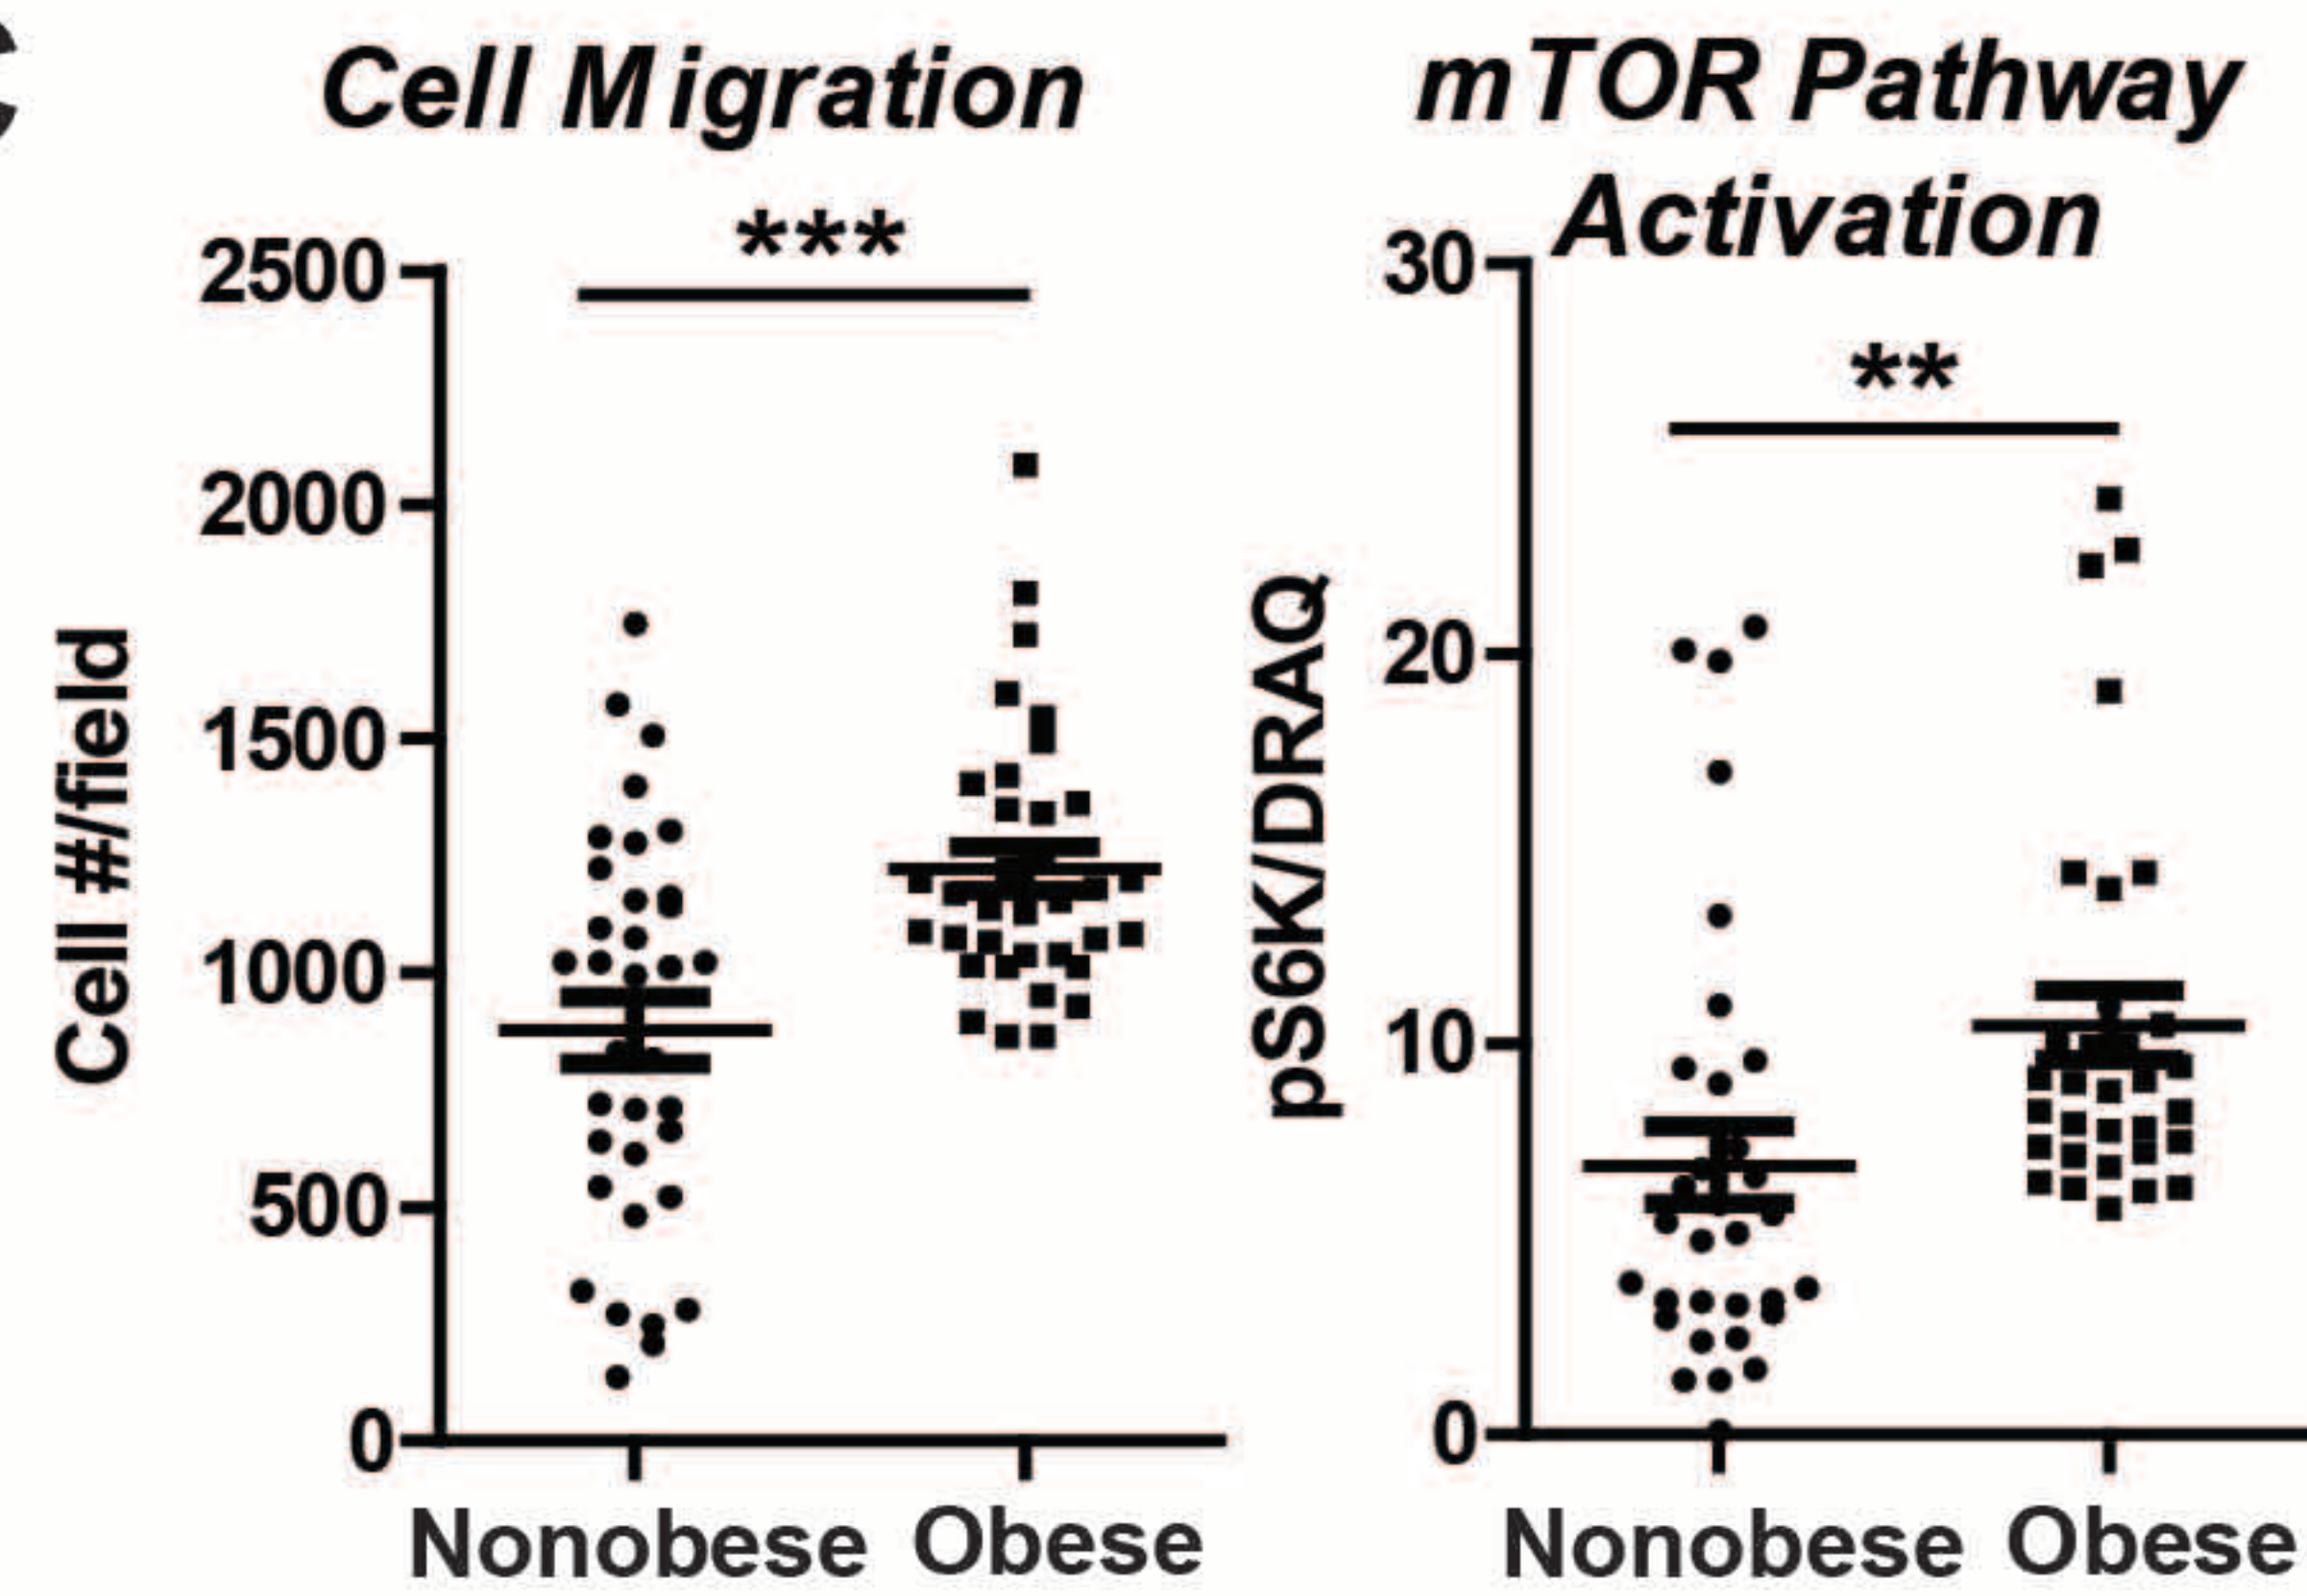 C
Cell Migration
***
2500
2000
1500
1000
500
0
Cell #/field
Nonobese Obese
mTOR Pathway
Activation
**
30
20
10
0
pS6K/DRAQ
Nonobese Obese